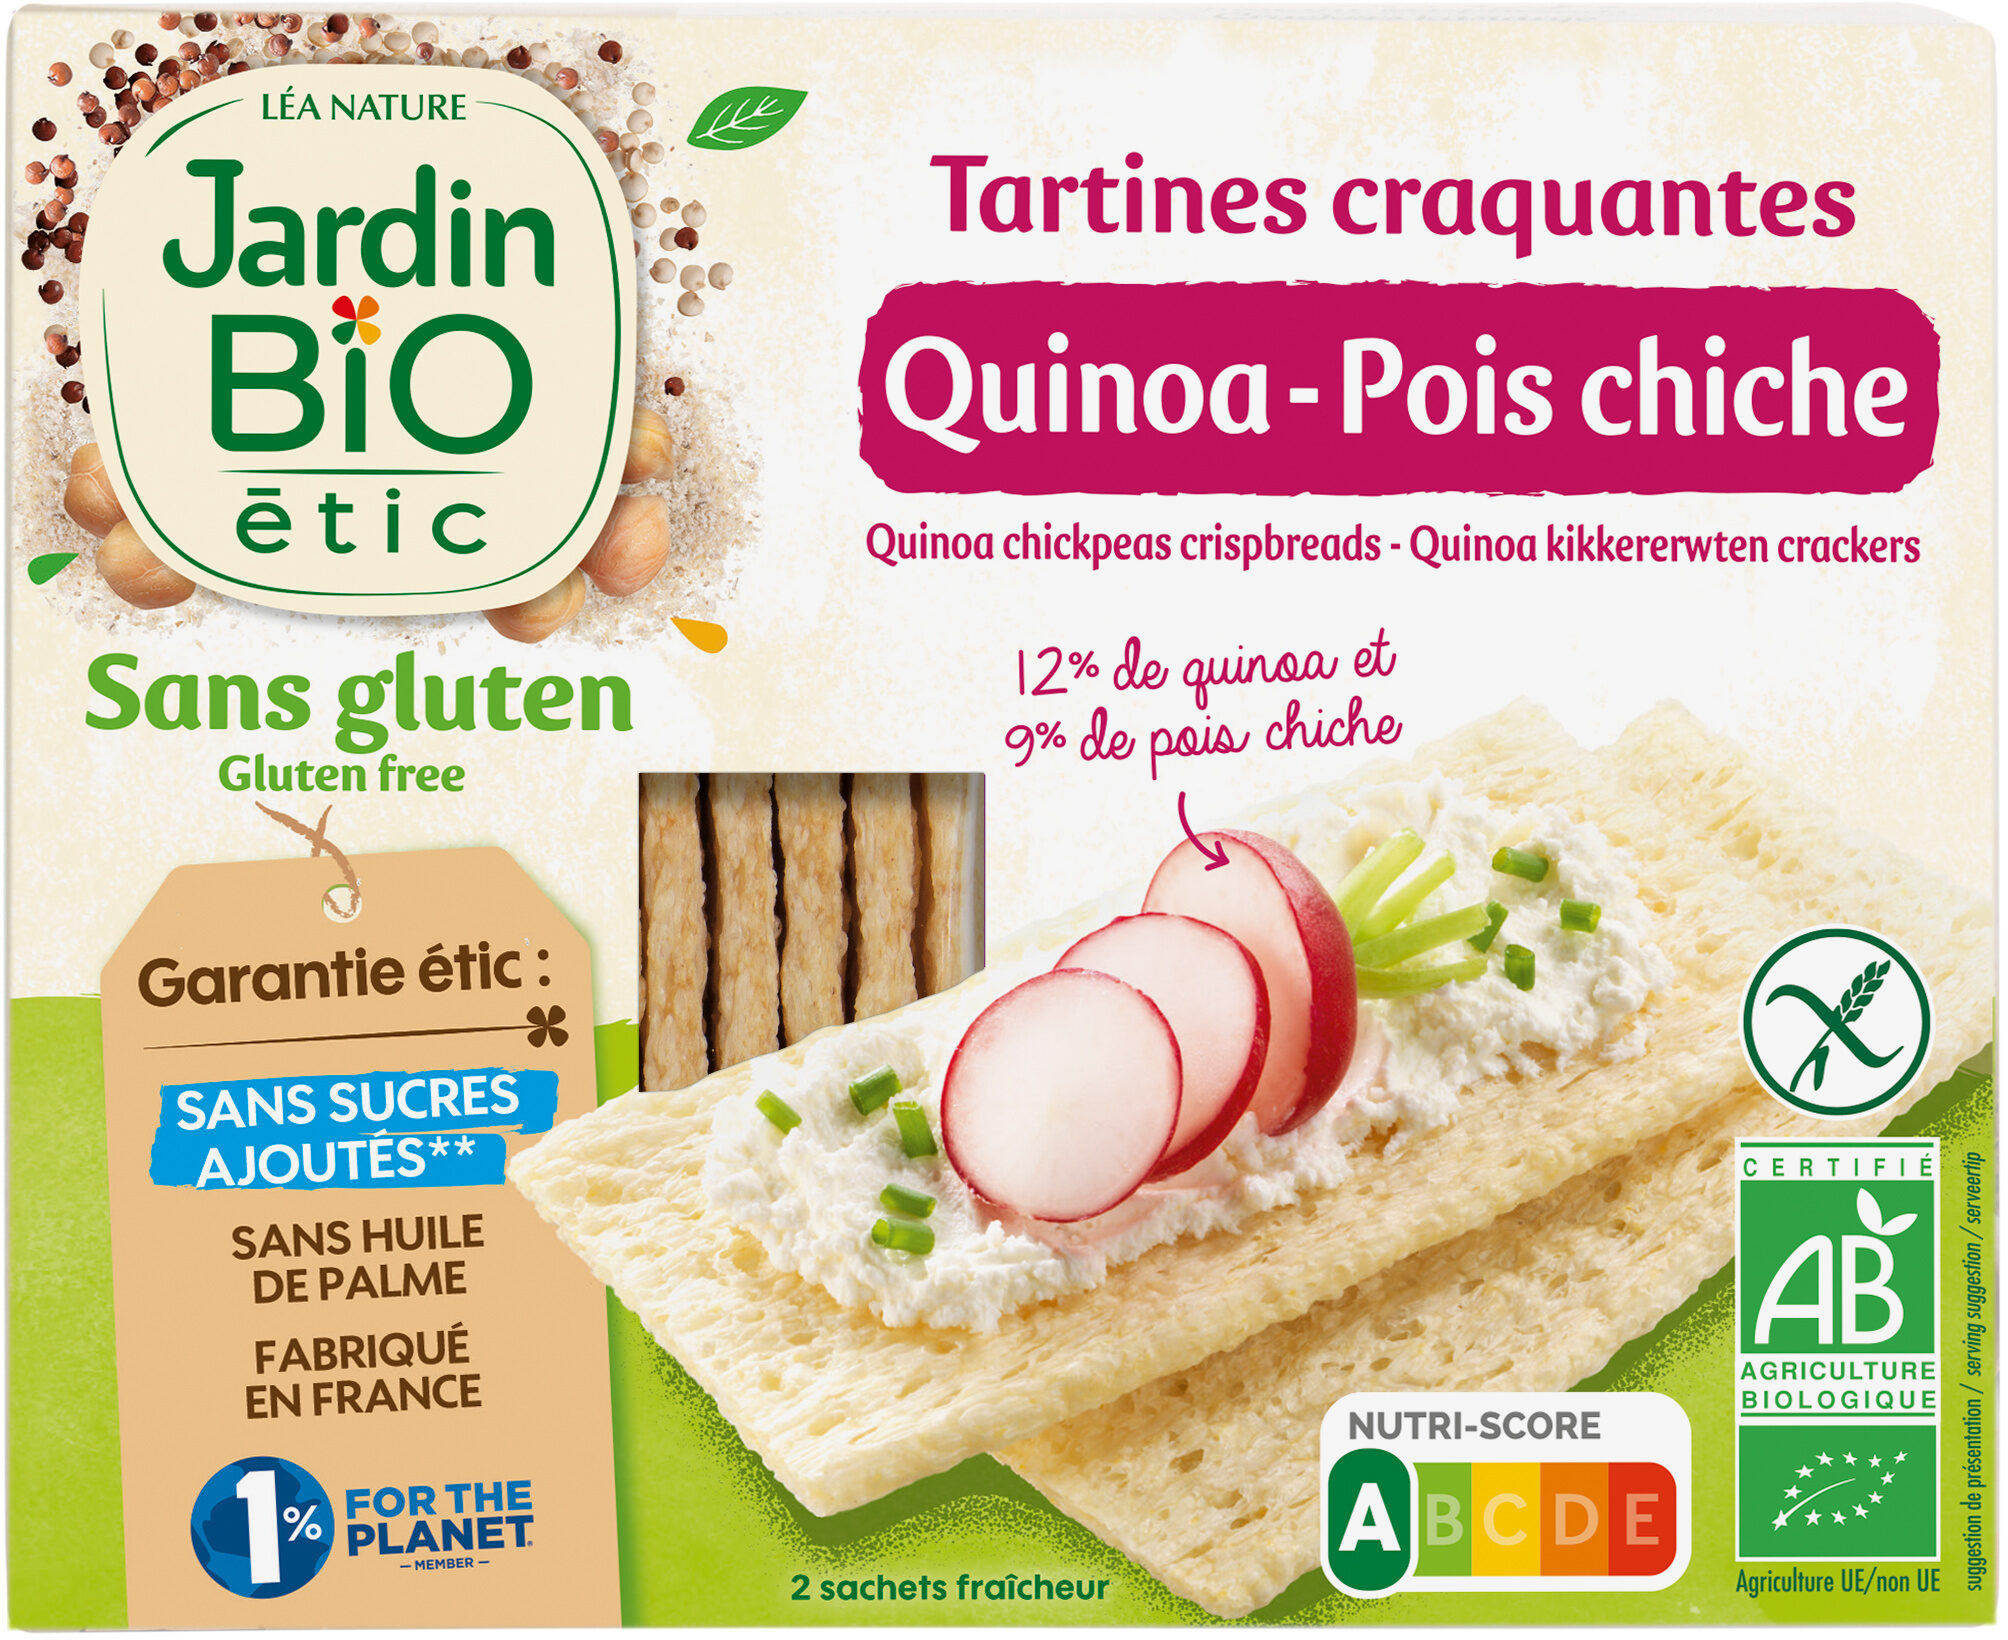 LÉA NATURE
Jardin
BiO
ētic
Sans gluten
Gluten free
Tartines craquantes
Quinoa - Pois chiche
Quinoa chickpeas crispbreads - Quinoa kikkererwten crackers
12% de quinoa et
9% de pois chiche
Garantie étic :
SANS SUCRES
AJOUTÉS**
SANS HUILE
DE PALME
FABRIQUÉ
EN FRANCE
1%
FOR THE
PLANET
— MEMBER —
2 sachets fraîcheur
NUTRI-SCORE
A B C D E
CERTIFIÉ
AB
AGRICULTURE
BIOLOGIQUE
Agriculture UE/non UE
suggestion de présentation / serving suggestion / serveertip